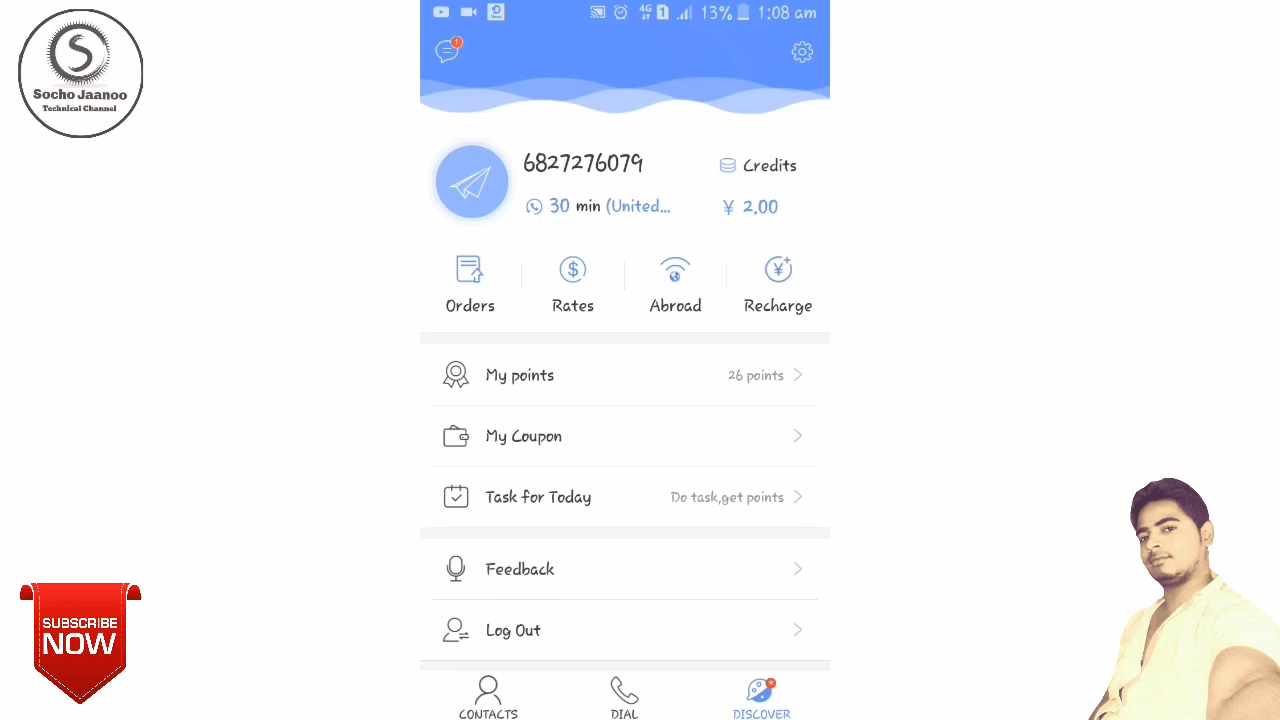 Socho Jaanoo
Technical Channel
4G 1 13% 1:08 am
6827276079
Credits
30 min (United...
¥ 2.00
Orders
Rates
Abroad
Recharge
My points
26 points
My Coupon
Task for Today
Do task,get points
Feedback
Log Out
SUBSCRIBE
NOW
CONTACTS
DIAL
DISCOVER